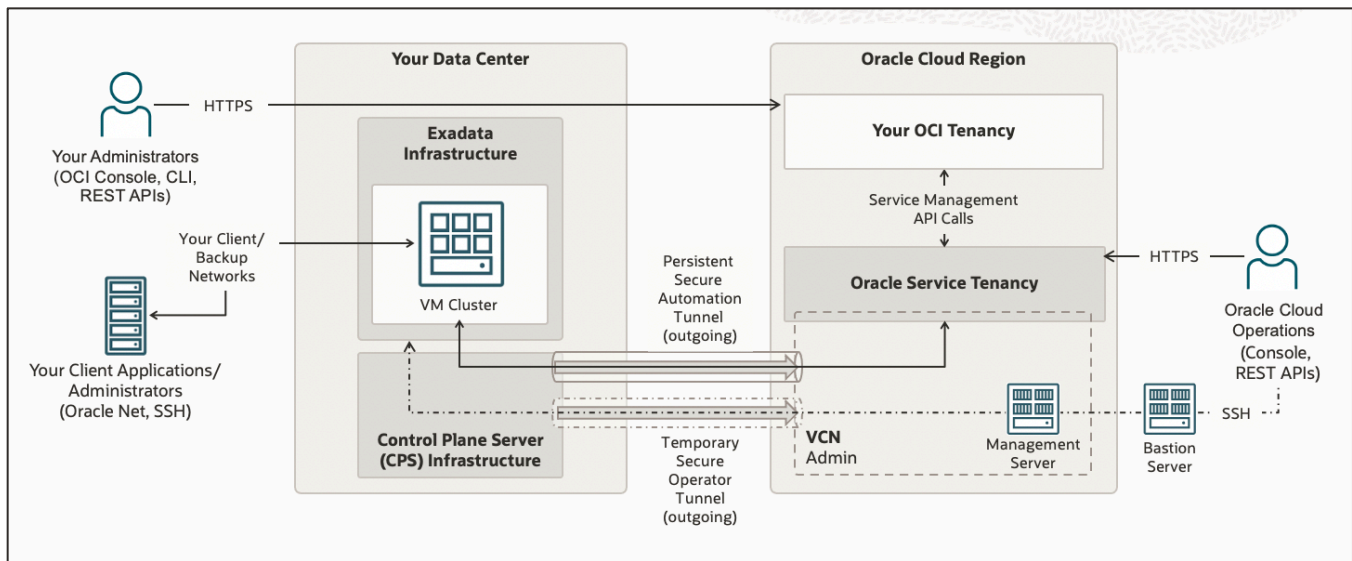 Your Data Center
Oracle Cloud Region
HTTPS
Your Administrators
(OCI Console, CLI,
REST APIs)
Exadata
Infrastructure
Your OCI Tenancy
Service Management
API Calls
Your Client/
Backup
Networks
VM Cluster
Persistent
Secure
Automation
Tunnel
(outgoing)
Oracle Service Tenancy
HTTPS
Oracle Cloud
Operations
(Console,
REST APIs)
Your Client Applications/
Administrators
(Oracle Net, SSH)
Control Plane Server
(CPS) Infrastructure
Temporary
Secure
Operator
Tunnel
(outgoing)
VCN
Admin
Management
Server
Bastion
Server
SSH